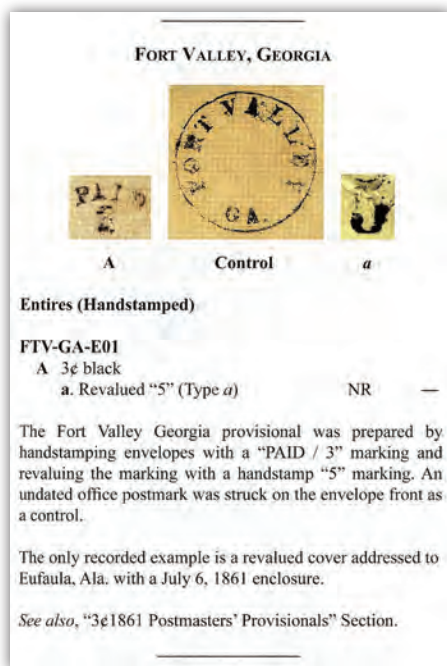 FORT VALLEY, GEORGIA
PAID
3
FORT VALLEY
GA.
5
A Control a
Entires (Handstamped)
FTV-GA-E01
A 3¢ black
a. Revalued “5” (Type a) NR —
The Fort Valley Georgia provisional was prepared by
handstamping envelopes with a “PAID / 3” marking and
revaluing the marking with a handstamp “5” marking. An
undated office postmark was struck on the envelope front as
a control.
The only recorded example is a revalued cover addressed to
Eufaula, Ala. with a July 6, 1861 enclosure.
See also, “3¢1861 Postmasters’ Provisionals” Section.